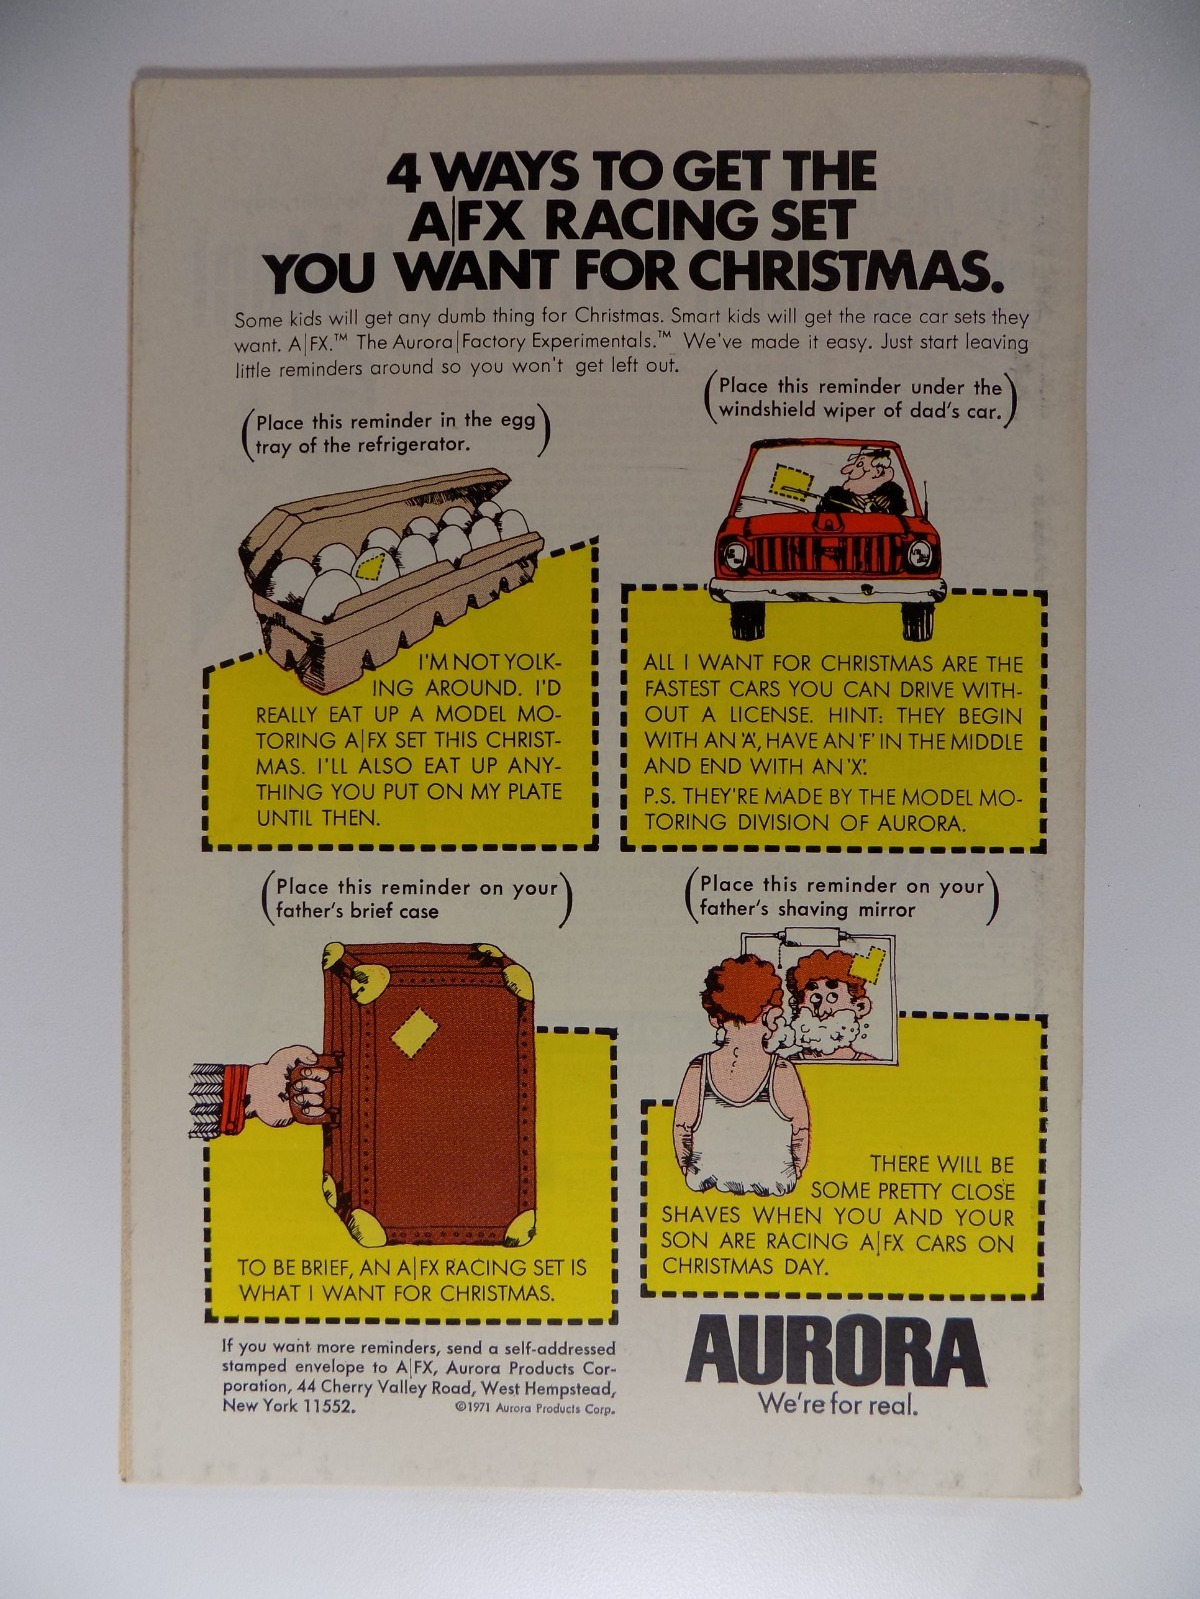 4 WAYS TO GET THE
A|FX RACING SET
YOU WANT FOR CHRISTMAS.
Some kids will get any dumb thing for Christmas. Smart kids will get the race car sets they
want. A|FX.™ The Aurora|Factory Experimentals.™ We've made it easy. Just start leaving
little reminders around so you won't get left out.
(Place this reminder in the egg
tray of the refrigerator.)
I'M NOT YOLK-
ING AROUND. I'D
REALLY EAT UP A MODEL MO-
TORING A|FX SET THIS CHRIST-
MAS. I'LL ALSO EAT UP ANY-
THING YOU PUT ON MY PLATE
UNTIL THEN.
(Place this reminder under the
windshield wiper of dad's car.)
ALL I WANT FOR CHRISTMAS ARE THE
FASTEST CARS YOU CAN DRIVE WITH-
OUT A LICENSE. HINT: THEY BEGIN
WITH AN 'A', HAVE AN 'F' IN THE MIDDLE
AND END WITH AN 'X'.
P.S. THEY'RE MADE BY THE MODEL MO-
TORING DIVISION OF AURORA.
(Place this reminder on your
father's brief case)
TO BE BRIEF, AN A|FX RACING SET IS
WHAT I WANT FOR CHRISTMAS.
(Place this reminder on your
father's shaving mirror)
THERE WILL BE
SOME PRETTY CLOSE
SHAVES WHEN YOU AND YOUR
SON ARE RACING A|FX CARS ON
CHRISTMAS DAY.
If you want more reminders, send a self-addressed
stamped envelope to A|FX, Aurora Products Cor-
poration, 44 Cherry Valley Road, West Hempstead,
New York 11552. ©1971 Aurora Products Corp.
AURORA
We're for real.